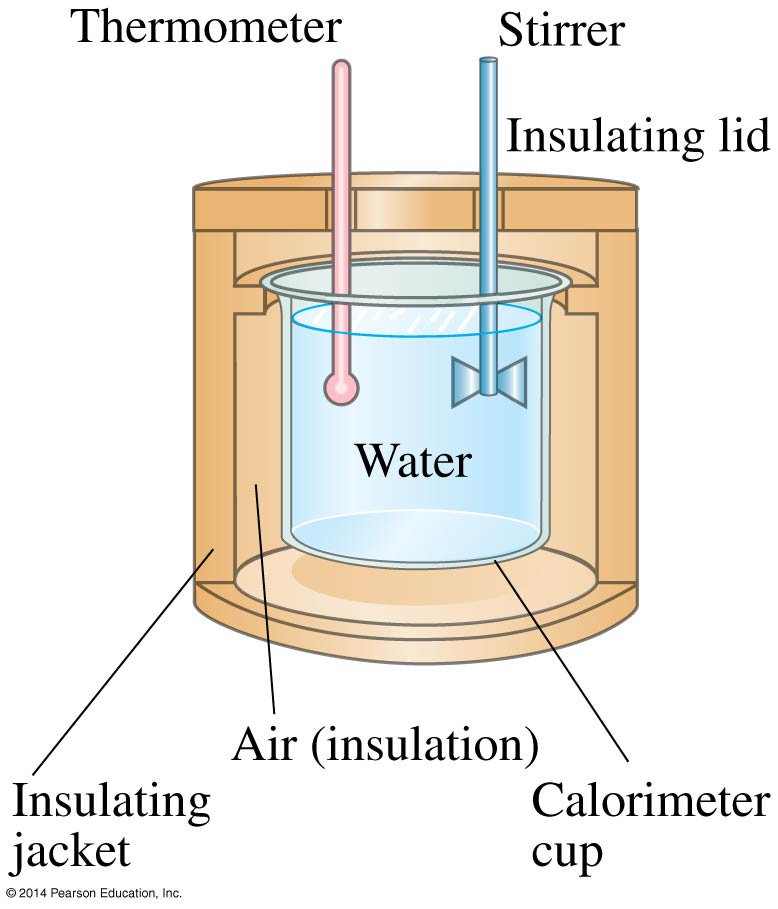 Thermometer
Stirrer
Insulating lid
Water
Air (insulation)
Insulating
jacket
Calorimeter
cup
© 2014 Pearson Education, Inc.